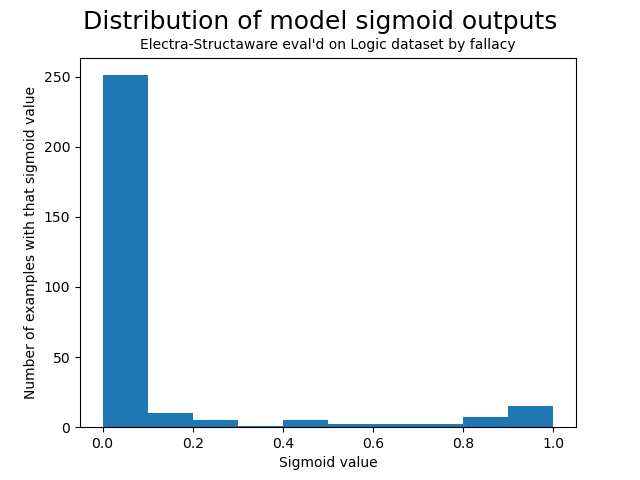 Distribution of model sigmoid outputs
Electra-Structaware eval'd on Logic dataset by fallacy
Number of examples with that sigmoid value
250
200
150
100
50
0
0.0 0.2 0.4 0.6 0.8 1.0
Sigmoid value